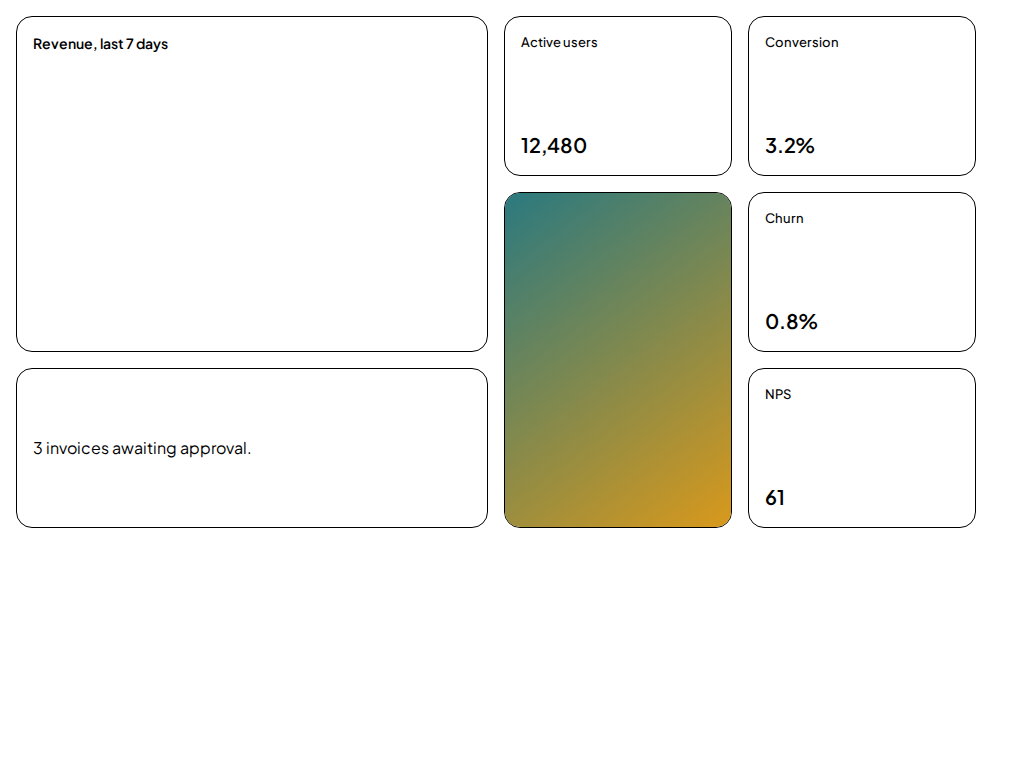 Revenue, last 7 days
Active users
12,480
Conversion
3.2%
Churn
0.8%
3 invoices awaiting approval.
NPS
61